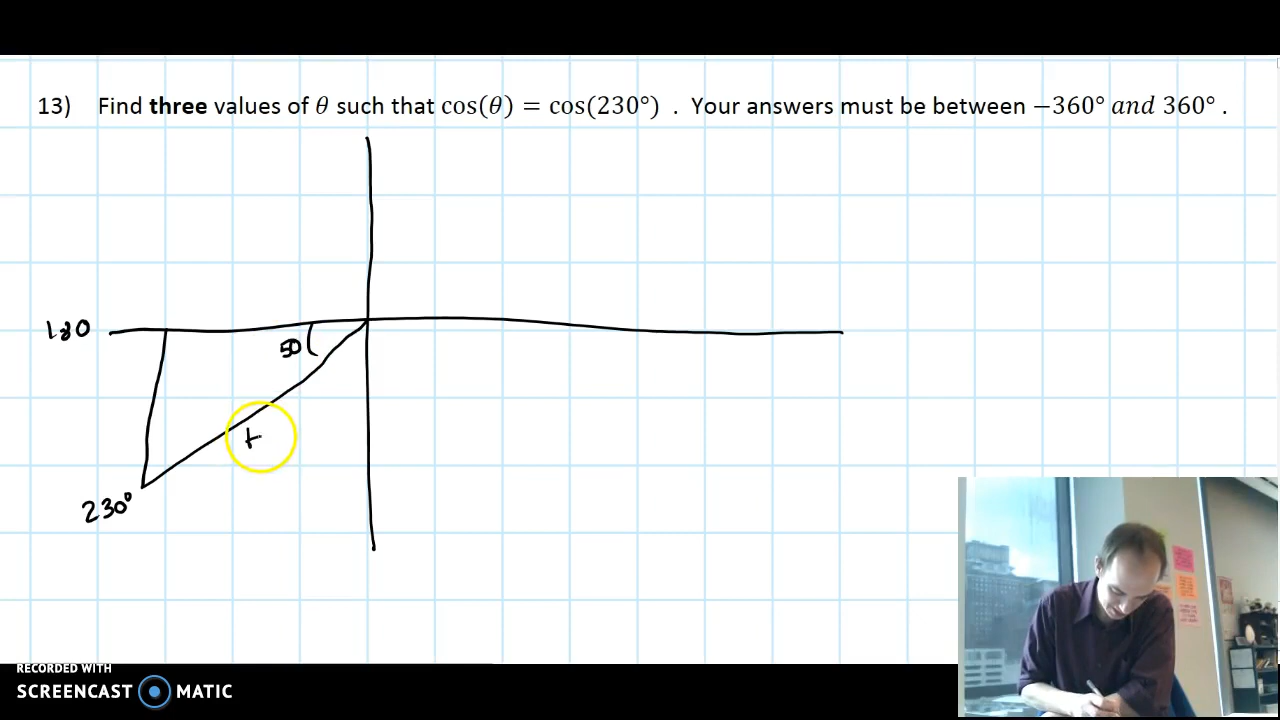 13) Find three values of θ such that cos(θ) = cos(230°) . Your answers must be between −360° and 360° .
180
50
230°
RECORDED WITH
SCREENCAST MATIC